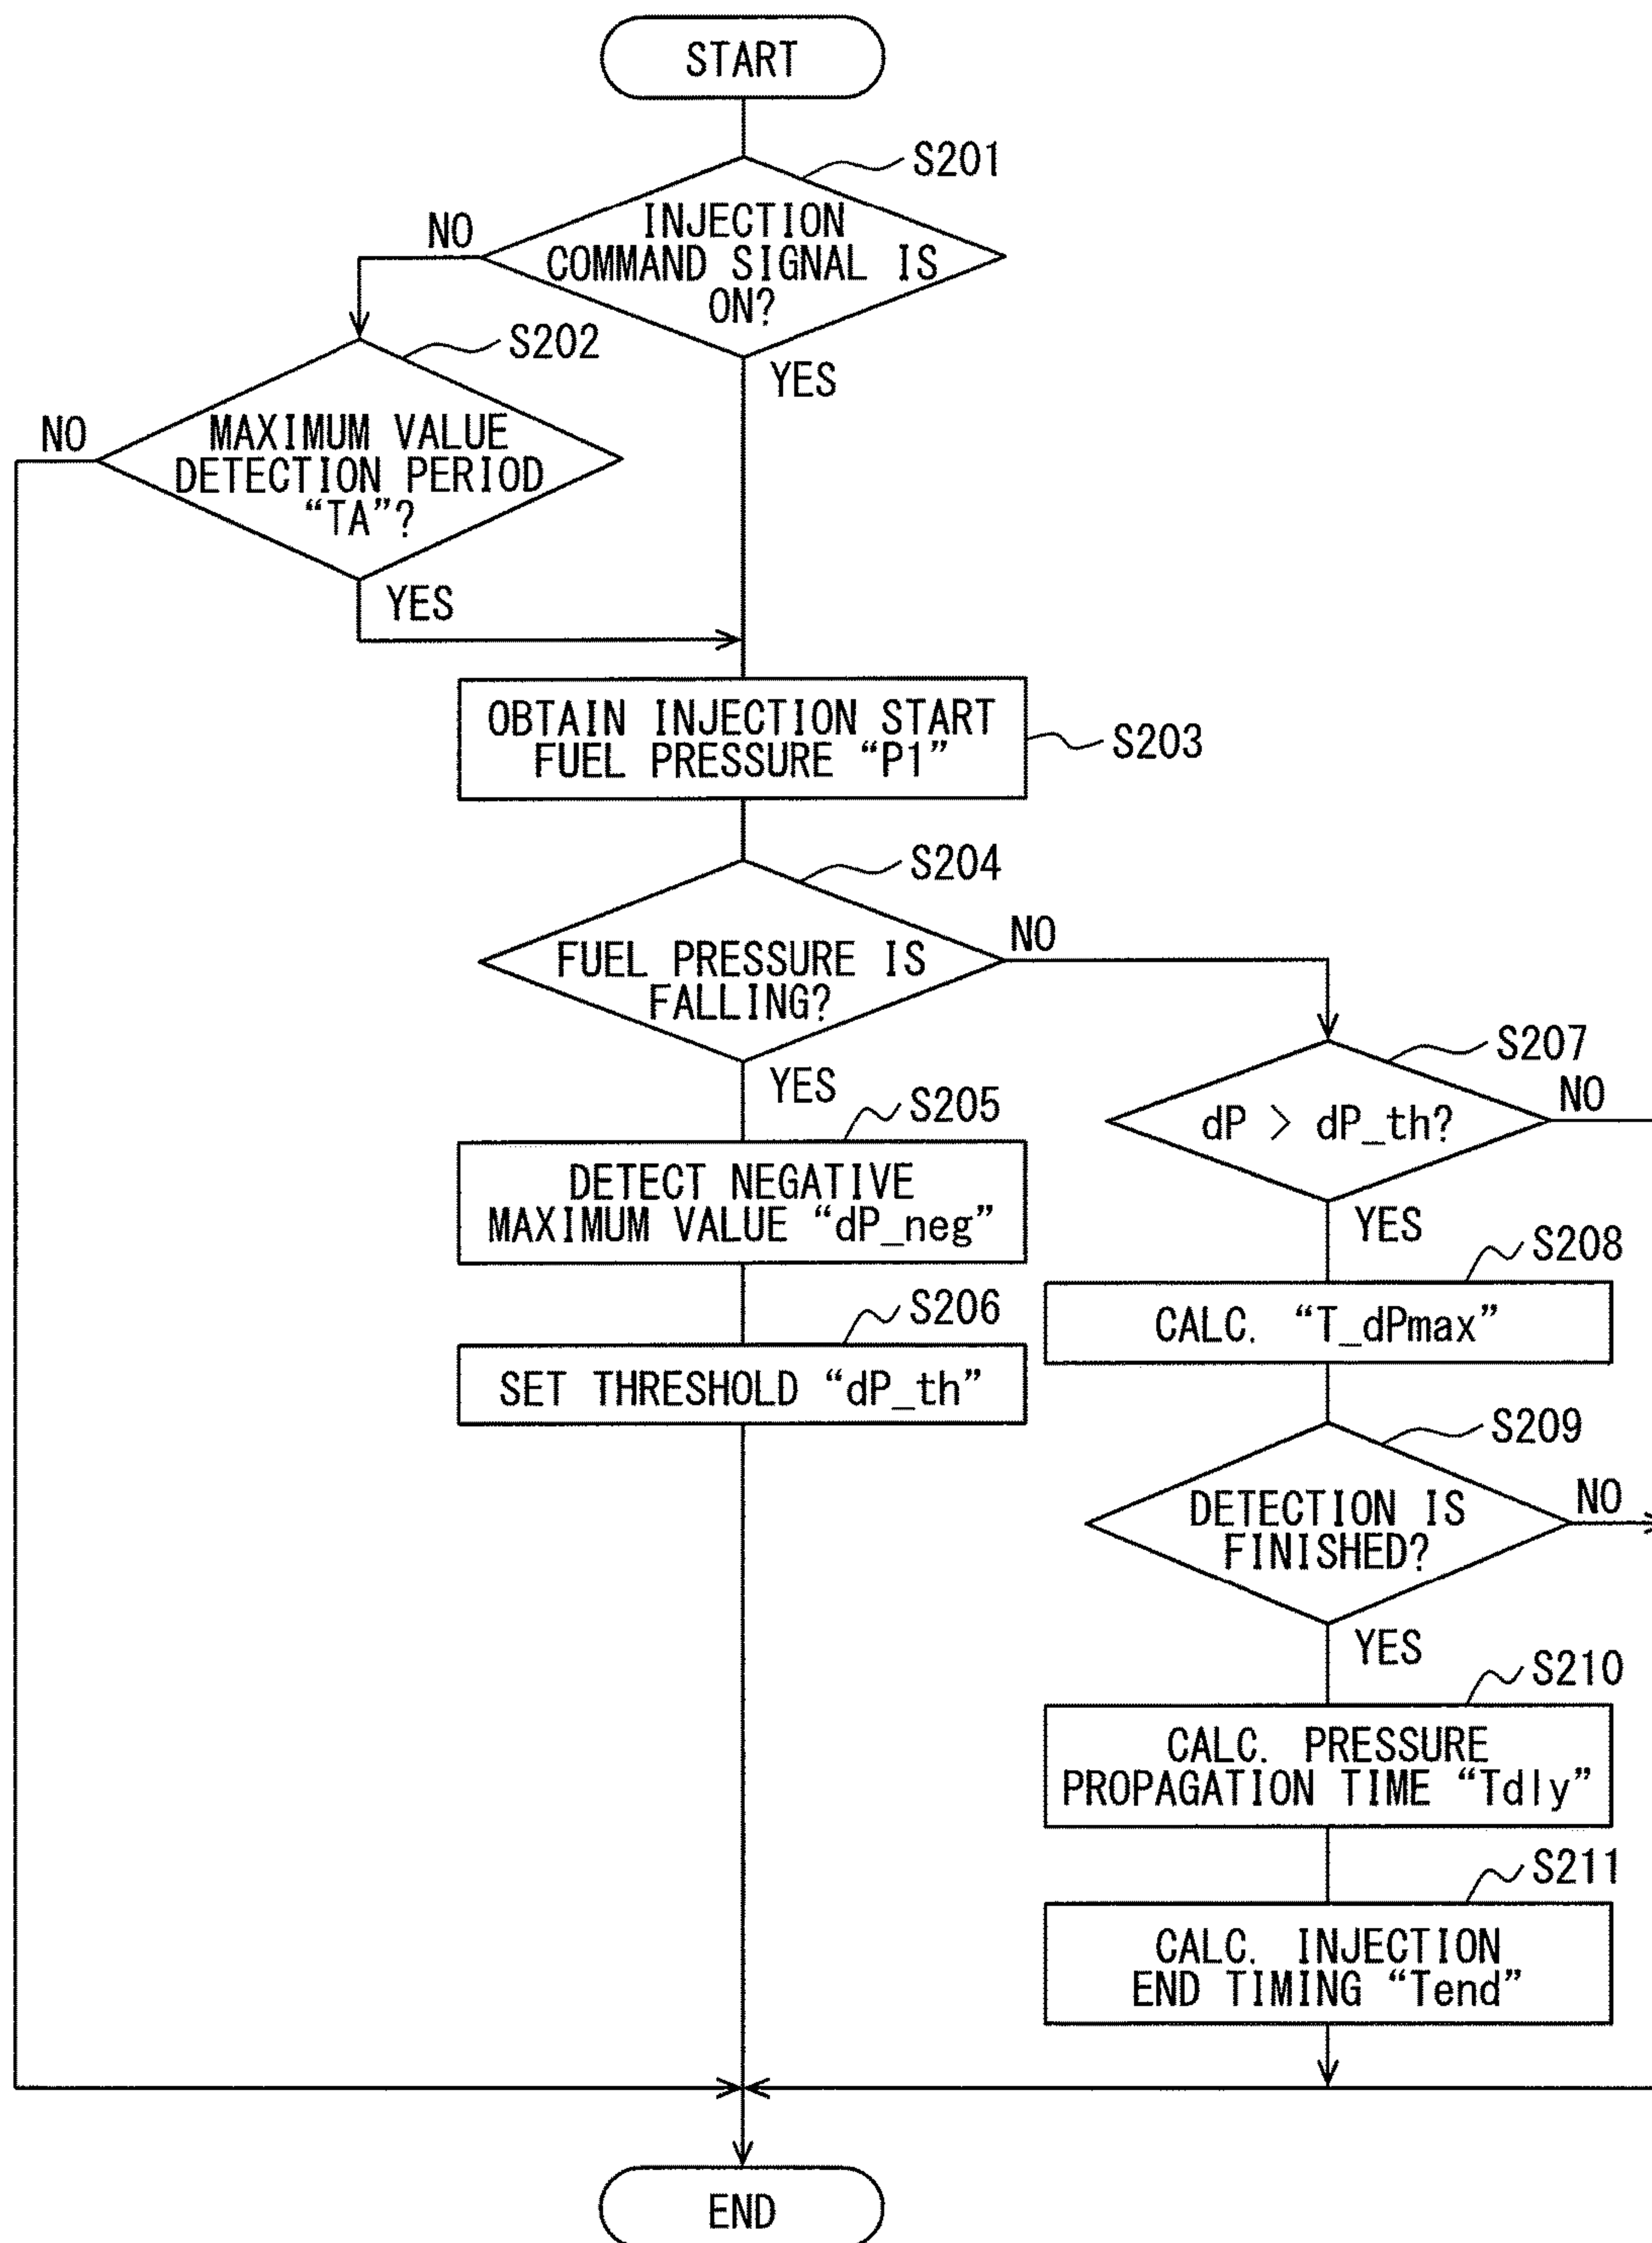 START
S201
INJECTION
COMMAND SIGNAL IS
ON?
NO
YES
S202
MAXIMUM VALUE
DETECTION PERIOD
“TA”?
NO
YES
OBTAIN INJECTION START
FUEL PRESSURE “P1”
S203
S204
FUEL PRESSURE IS
FALLING?
NO
YES
S205
DETECT NEGATIVE
MAXIMUM VALUE “dP_neg”
S206
SET THRESHOLD “dP_th”
S207
dP > dP_th?
NO
YES
S208
CALC. “T_dPmax”
S209
DETECTION IS
FINISHED?
NO
YES
S210
CALC. PRESSURE
PROPAGATION TIME “Tdly”
S211
CALC. INJECTION
END TIMING “Tend”
END